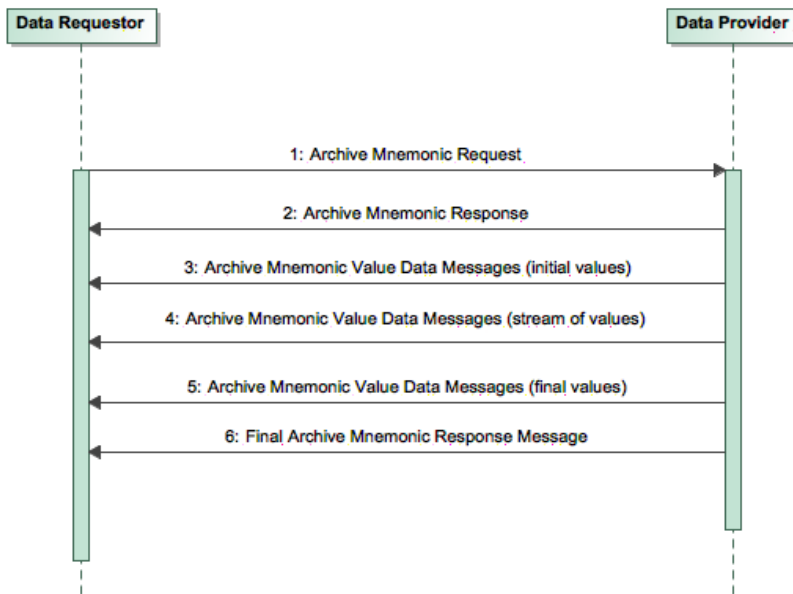 Data Requestor
Data Provider
1: Archive Mnemonic Request
2: Archive Mnemonic Response
3: Archive Mnemonic Value Data Messages (initial values)
4: Archive Mnemonic Value Data Messages (stream of values)
5: Archive Mnemonic Value Data Messages (final values)
6: Final Archive Mnemonic Response Message